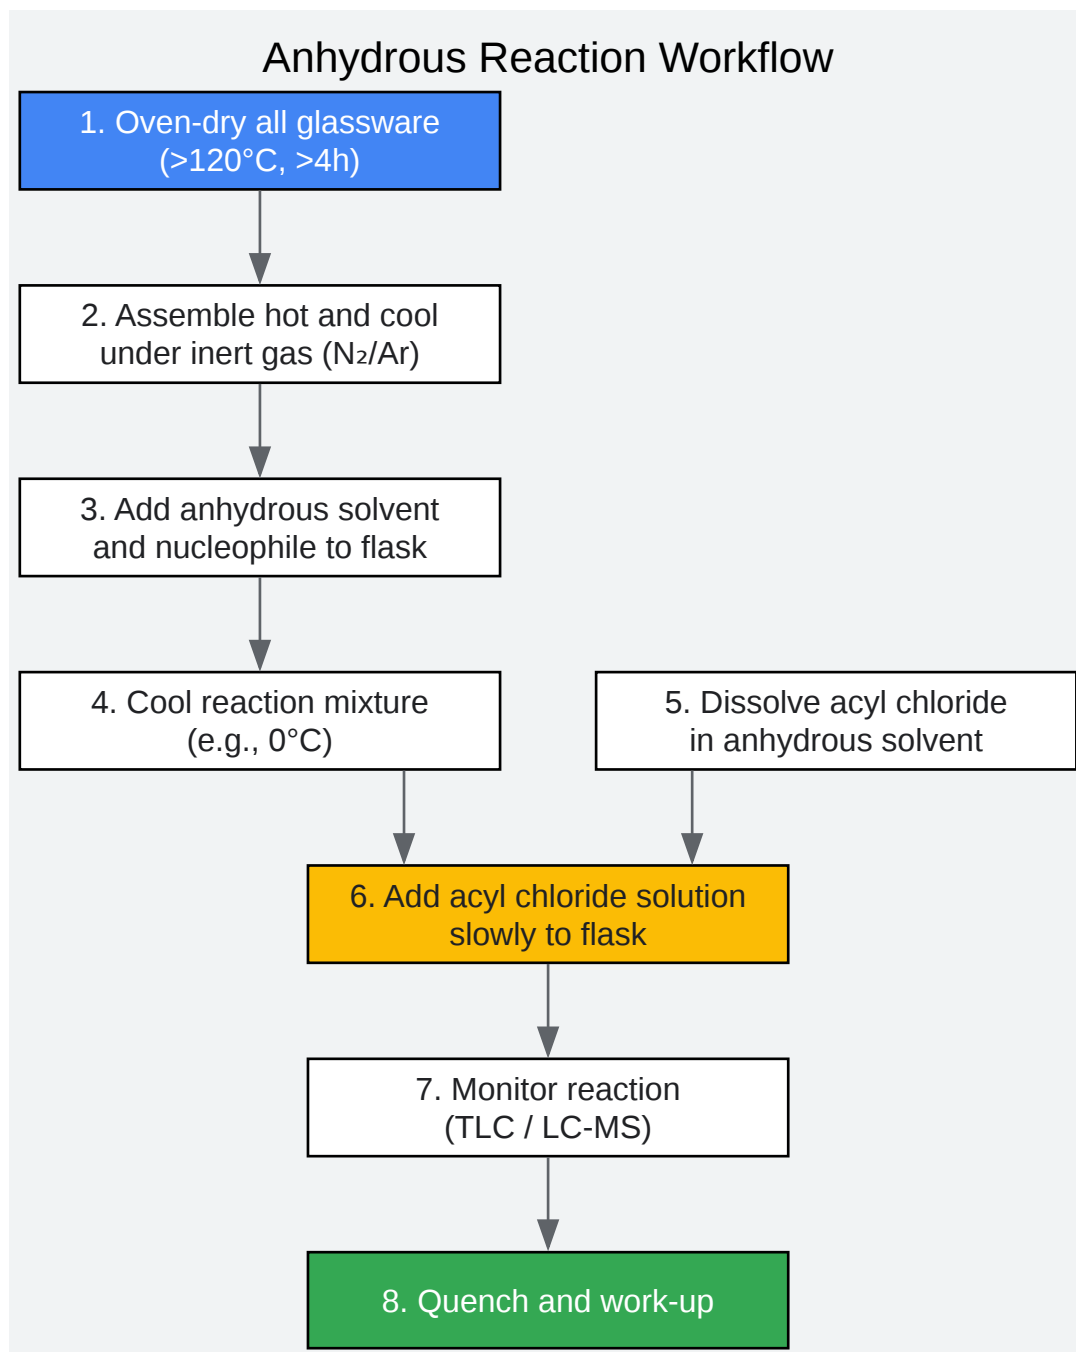 Anhydrous Reaction Workflow
1. Oven-dry all glassware
(>120°C, >4h)
2. Assemble hot and cool
under inert gas (N₂/Ar)
3. Add anhydrous solvent
and nucleophile to flask
4. Cool reaction mixture
(e.g., 0°C)
5. Dissolve acyl chloride
in anhydrous solvent
6. Add acyl chloride solution
slowly to flask
7. Monitor reaction
(TLC / LC-MS)
8. Quench and work-up